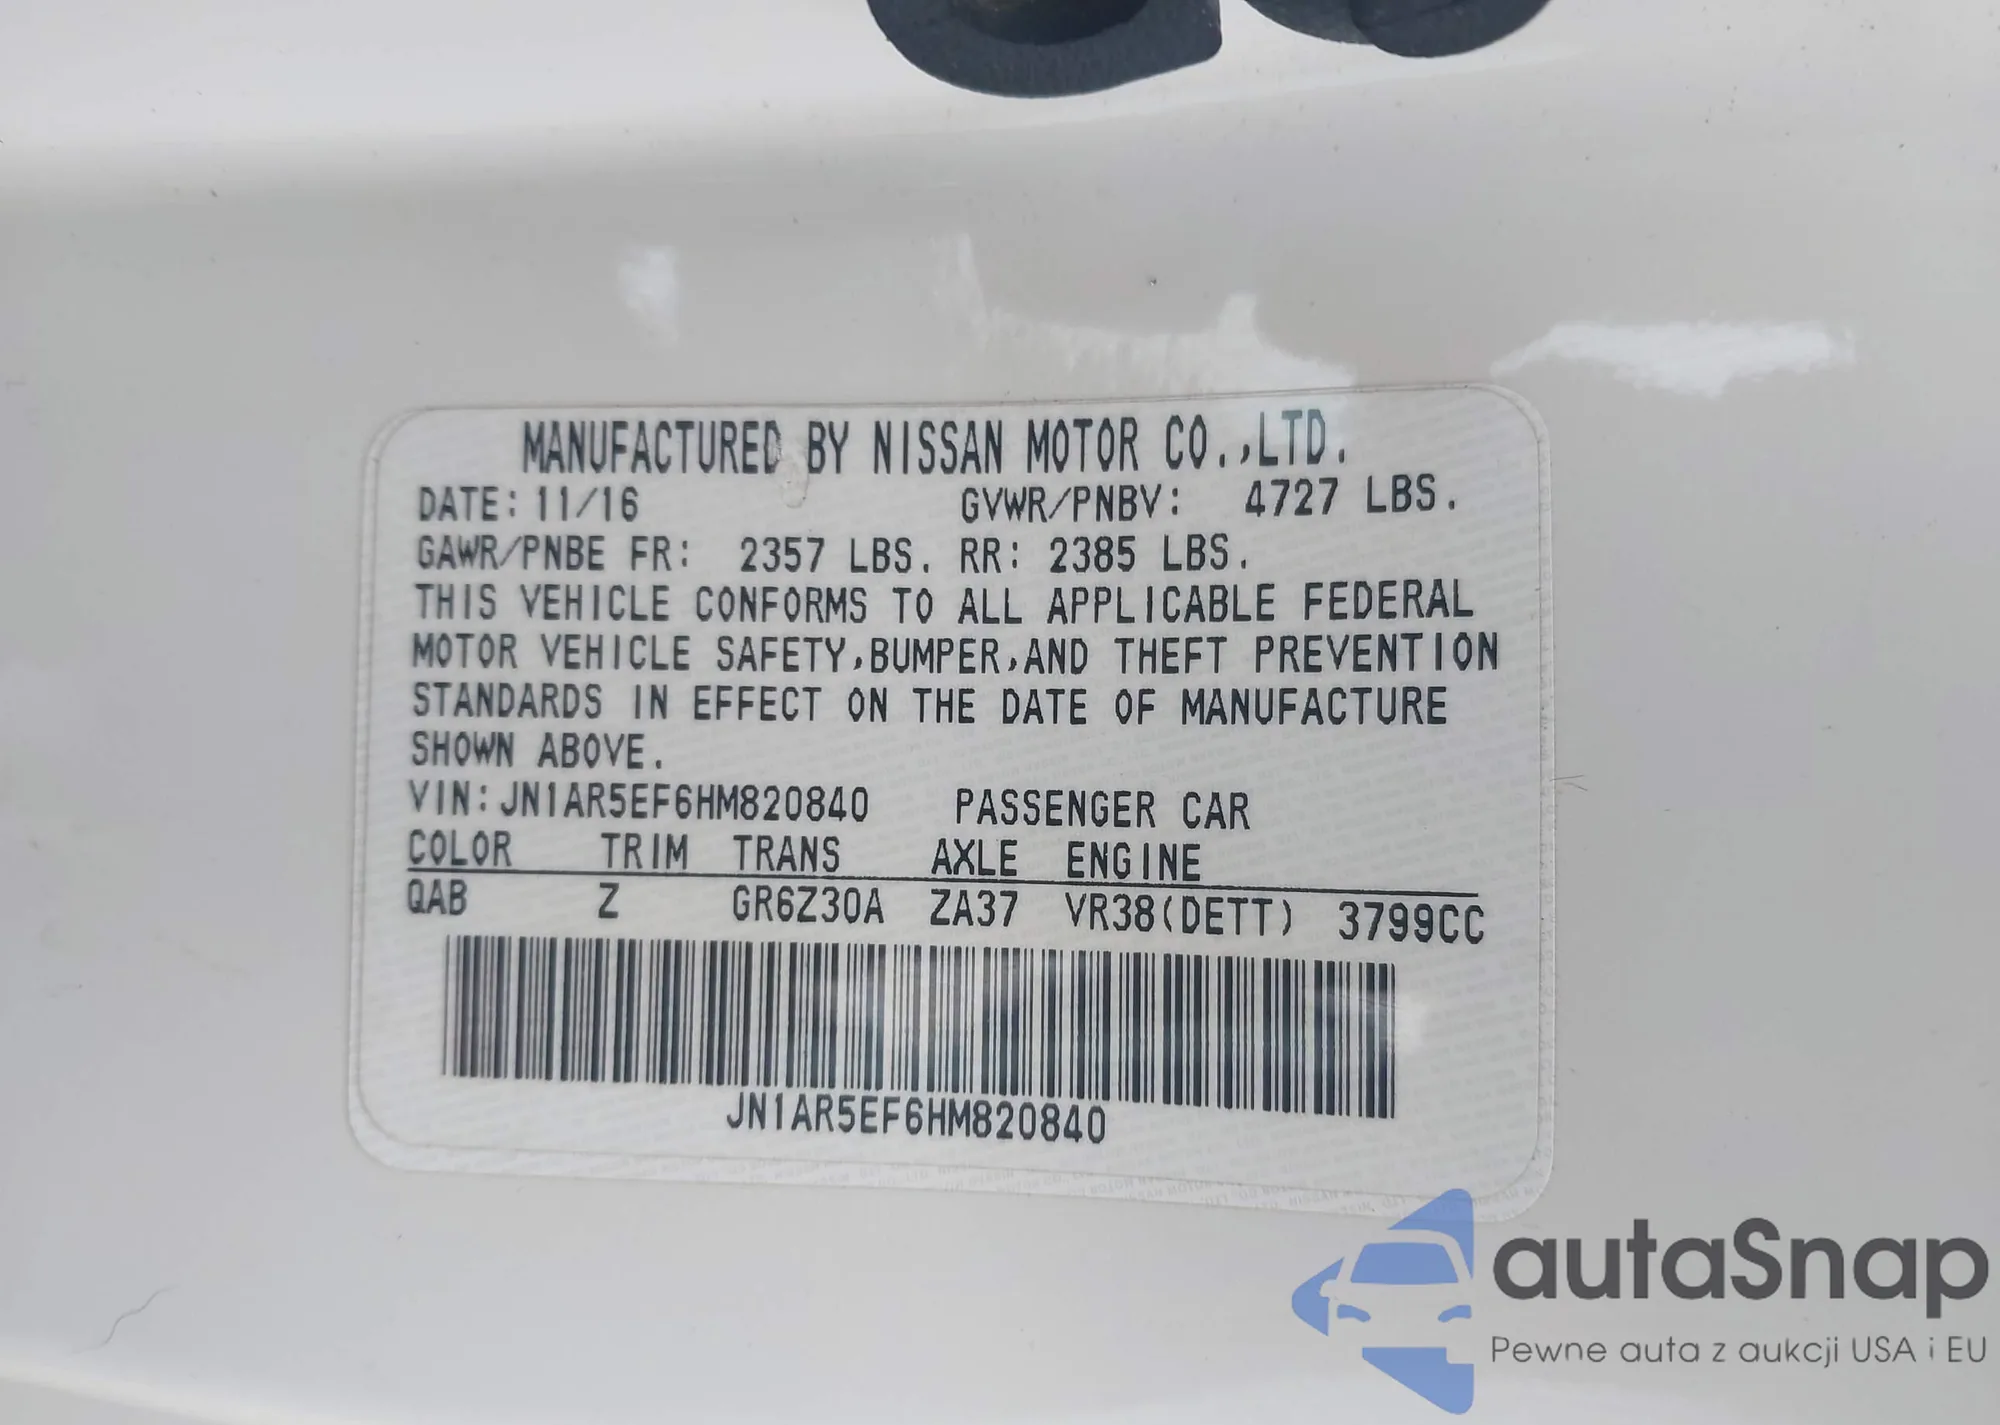 MANUFACTURED BY NISSAN MOTOR CO.,LTD.
DATE: 11/16 GVWR/PNBV: 4727 LBS.
GAWR/PNBE FR: 2357 LBS. RR: 2385 LBS.
THIS VEHICLE CONFORMS TO ALL APPLICABLE FEDERAL
MOTOR VEHICLE SAFETY,BUMPER,AND THEFT PREVENTION
STANDARDS IN EFFECT ON THE DATE OF MANUFACTURE
SHOWN ABOVE.
VIN: JN1AR5EF6HM820840 PASSENGER CAR
COLOR TRIM TRANS AXLE ENGINE
QAB Z GR6Z30A ZA37 VR38(DETT) 3799CC
JN1AR5EF6HM820840
autaSnap
Pewne auta z aukcji USA i EU